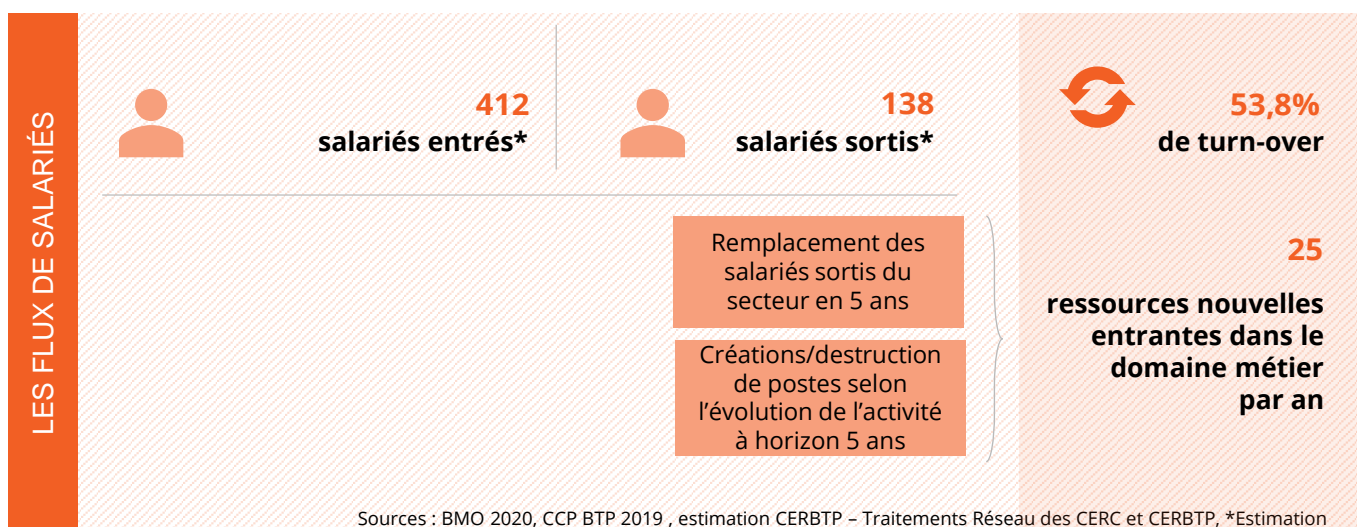 LES FLUX DE SALARIÉS
412
salariés entrés*
138
salariés sortis*
53,8%
de turn-over
Remplacement des
salariés sortis du
secteur en 5 ans
Créations/destruction
de postes selon
l'évolution de l'activité
à horizon 5 ans
25
ressources nouvelles
entrantes dans le
domaine métier
par an
Sources : BMO 2020, CCP BTP 2019 , estimation CERBTP – Traitements Réseau des CERC et CERBTP, *Estimation